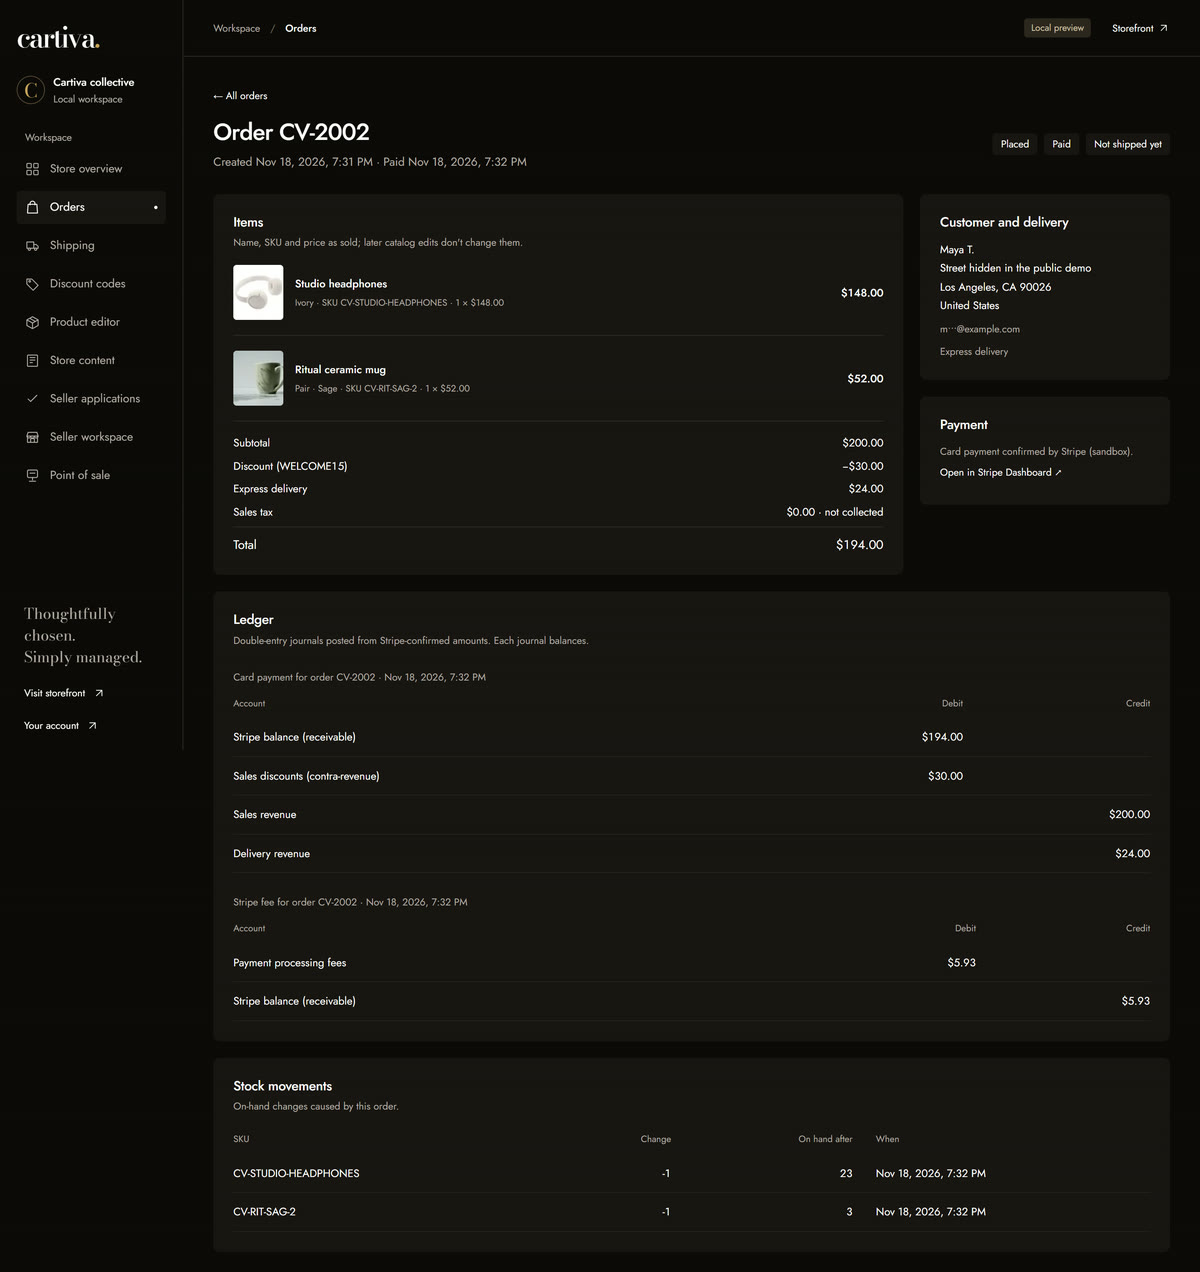 cartiva.
C
Cartiva collective
Local workspace
Workspace
Store overview
Orders
Shipping
Discount codes
Product editor
Store content
Seller applications
Seller workspace
Point of sale
Thoughtfully
chosen.
Simply managed.
Visit storefront ↗
Your account ↗
Workspace / Orders
Local preview
Storefront ↗
← All orders
Order CV-2002
Created Nov 18, 2026, 7:31 PM · Paid Nov 18, 2026, 7:32 PM
Placed
Paid
Not shipped yet
Items
Name, SKU and price as sold; later catalog edits don't change them.
Studio headphones
Ivory · SKU CV-STUDIO-HEADPHONES · 1 × $148.00
$148.00
Ritual ceramic mug
Pair · Sage · SKU CV-RIT-SAG-2 · 1 × $52.00
$52.00
Subtotal $200.00
Discount (WELCOME15) −$30.00
Express delivery $24.00
Sales tax $0.00 · not collected
Total $194.00
Customer and delivery
Maya T.
Street hidden in the public demo
Los Angeles, CA 90026
United States
m···@example.com
Express delivery
Payment
Card payment confirmed by Stripe (sandbox).
Open in Stripe Dashboard ↗
Ledger
Double-entry journals posted from Stripe-confirmed amounts. Each journal balances.
Card payment for order CV-2002 · Nov 18, 2026, 7:32 PM
Account Debit Credit
Stripe balance (receivable) $194.00
Sales discounts (contra-revenue) $30.00
Sales revenue $200.00
Delivery revenue $24.00
Stripe fee for order CV-2002 · Nov 18, 2026, 7:32 PM
Account Debit Credit
Payment processing fees $5.93
Stripe balance (receivable) $5.93
Stock movements
On-hand changes caused by this order.
SKU Change On hand after When
CV-STUDIO-HEADPHONES -1 23 Nov 18, 2026, 7:32 PM
CV-RIT-SAG-2 -1 3 Nov 18, 2026, 7:32 PM